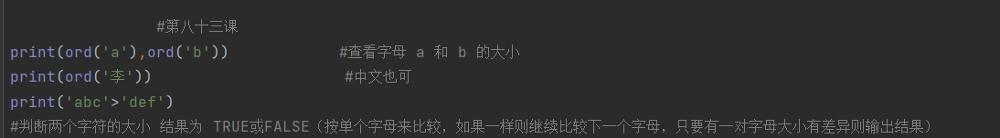 #第八十三课
print(ord('a'),ord('b')) #查看字母 a 和 b 的大小
print(ord('李')) #中文也可
print('abc'>'def')
#判断两个字符的大小 结果为 TRUE或FALSE（按单个字母来比较，如果一样则继续比较下一个字母，只要有一对字母大小有差异则输出结果）